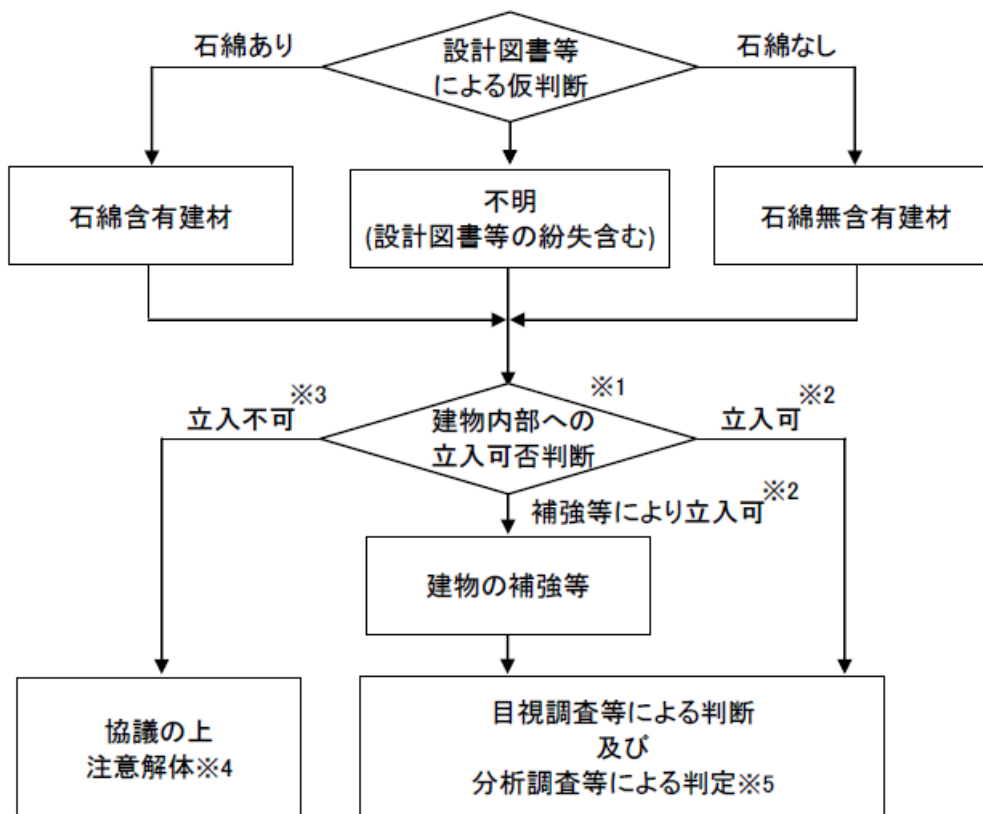 石綿あり
設計図書等
による仮判断
石綿なし
石綿含有建材
不明
(設計図書等の紛失含む)
石綿無含有建材
立入不可※3
建物内部への
立入可否判断
※1
立入可※2
補強等により立入可※2
建物の補強等
協議の上
注意解体※4
目視調査等による判断
及び
分析調査等による判定※5